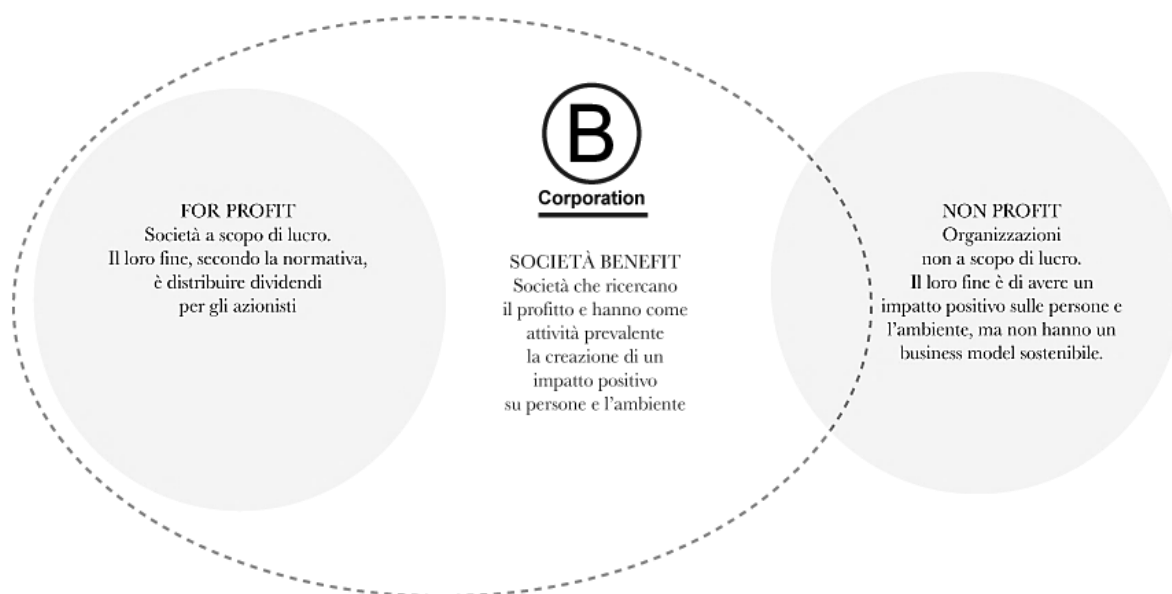 FOR PROFIT
Società a scopo di lucro.
Il loro fine, secondo la normativa,
è distribuire dividendi
per gli azionisti
B
Corporation
SOCIETÀ BENEFIT
Società che ricercano
il profitto e hanno come
attività prevalente
la creazione di un
impatto positivo
su persone e l'ambiente
NON PROFIT
Organizzazioni
non a scopo di lucro.
Il loro fine è di avere un
impatto positivo sulle persone e
l'ambiente, ma non hanno un
business model sostenibile.